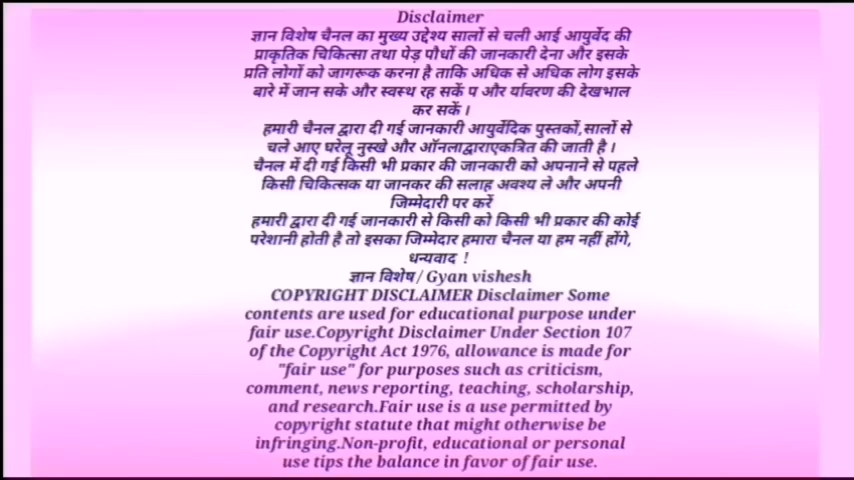 Disclaimer
ज्ञान विशेष चैनल का मुख्य उद्देश्य सालों से चली आई आयुर्वेद की
प्राकृतिक चिकित्सा तथा पेड़ पौधों की जानकारी देना और इसके
प्रति लोगों को जागरूक करना है ताकि अधिक से अधिक लोग इसके
बारे में जान सके और स्वस्थ रह सकें प और र्यावरण की देखभाल
कर सकें ।
हमारी चैनल द्वारा दी गई जानकारी आयुर्वेदिक पुस्तकों,सालों से
चले आए घरेलू नुस्खे और ऑनलाद्वाराएकत्रित की जाती है ।
चैनल में दी गई किसी भी प्रकार की जानकारी को अपनाने से पहले
किसी चिकित्सक या जानकर की सलाह अवश्य ले और अपनी
जिम्मेदारी पर करें
हमारी द्वारा दी गई जानकारी से किसी को किसी भी प्रकार की कोई
परेशानी होती है तो इसका जिम्मेदार हमारा चैनल या हम नहीं होंगे,
धन्यवाद !
ज्ञान विशेष/ Gyan vishesh
COPYRIGHT DISCLAIMER Disclaimer Some
contents are used for educational purpose under
fair use.Copyright Disclaimer Under Section 107
of the Copyright Act 1976, allowance is made for
"fair use" for purposes such as criticism,
comment, news reporting, teaching, scholarship,
and research.Fair use is a use permitted by
copyright statute that might otherwise be
infringing.Non-profit, educational or personal
use tips the balance in favor of fair use.